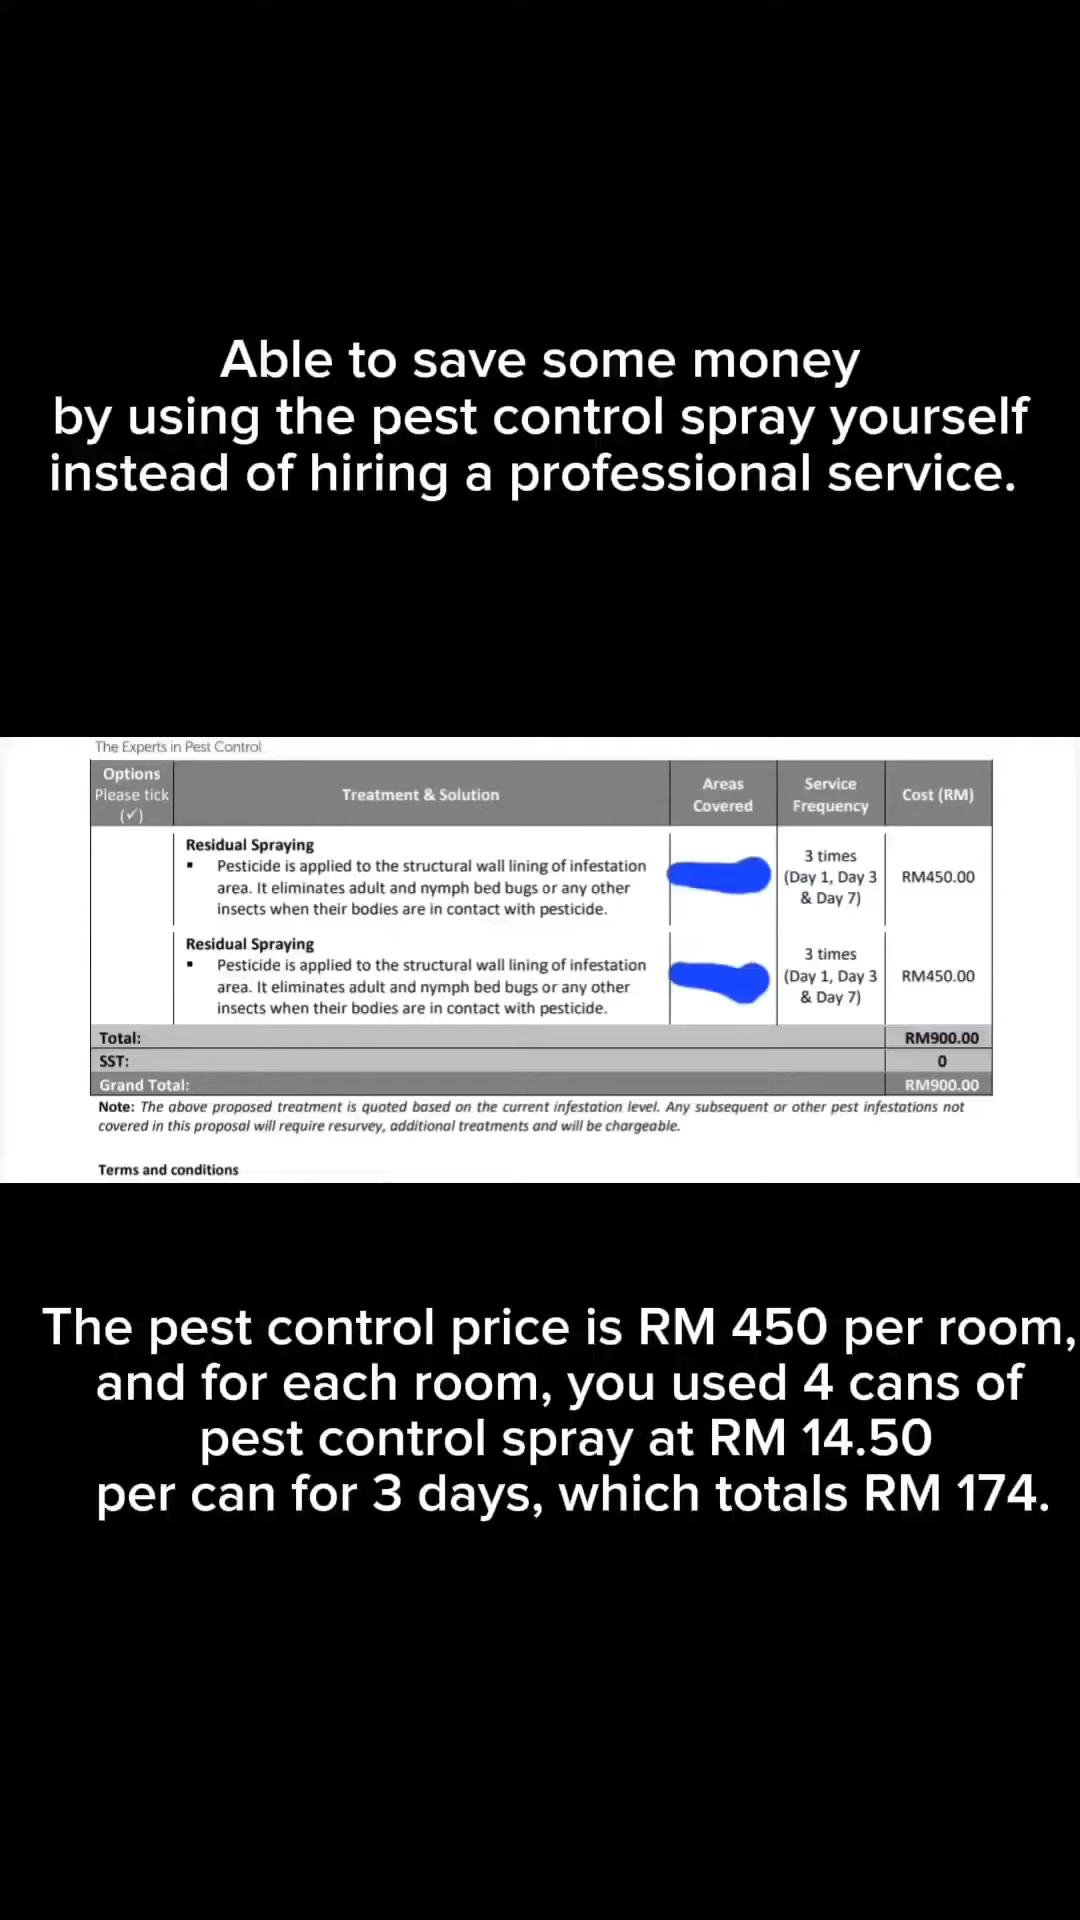 Able to save some money
by using the pest control spray yourself
instead of hiring a professional service.
The Experts in Pest Control
Options
Please tick
(✓)
Treatment & Solution
Areas
Covered
Service
Frequency
Cost (RM)
Residual Spraying
▪ Pesticide is applied to the structural wall lining of infestation
area. It eliminates adult and nymph bed bugs or any other
insects when their bodies are in contact with pesticide.
3 times
(Day 1, Day 3
& Day 7)
RM450.00
Residual Spraying
▪ Pesticide is applied to the structural wall lining of infestation
area. It eliminates adult and nymph bed bugs or any other
insects when their bodies are in contact with pesticide.
3 times
(Day 1, Day 3
& Day 7)
RM450.00
Total: RM900.00
SST: 0
Grand Total: RM900.00
Note: The above proposed treatment is quoted based on the current infestation level. Any subsequent or other pest infestations not
covered in this proposal will require resurvey, additional treatments and will be chargeable.
Terms and conditions
The pest control price is RM 450 per room,
and for each room, you used 4 cans of
pest control spray at RM 14.50
per can for 3 days, which totals RM 174.